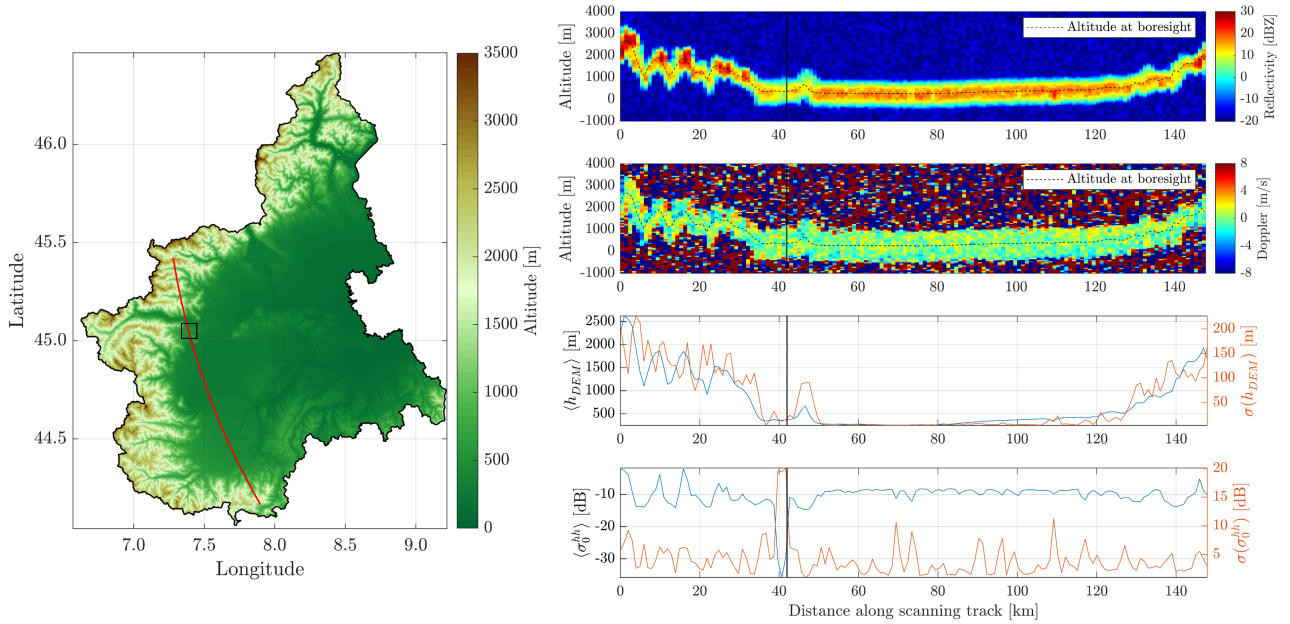 46.0
45.5
45.0
44.5
Latitude
7.0 7.5 8.0 8.5 9.0
Longitude
3500
3000
2500
2000
1500
1000
500
0
Altitude [m]
4000
3000
2000
1000
0
-1000
Altitude [m]
Altitude at boresight
0 20 40 60 80 100 120 140
30
20
10
0
-10
-20
Reflectivity [dBZ]
4000
3000
2000
1000
0
-1000
Altitude [m]
Altitude at boresight
0 20 40 60 80 100 120 140
8
4
0
-4
-8
Doppler [m/s]
2500
2000
1500
1000
500
⟨h_DEM⟩ [m]
0 20 40 60 80 100 120 140
200
150
100
50
σ(h_DEM) [m]
-10
-20
-30
⟨σ_0^hh⟩ [dB]
0 20 40 60 80 100 120 140
20
15
10
5
σ(σ_0^hh) [dB]
Distance along scanning track [km]